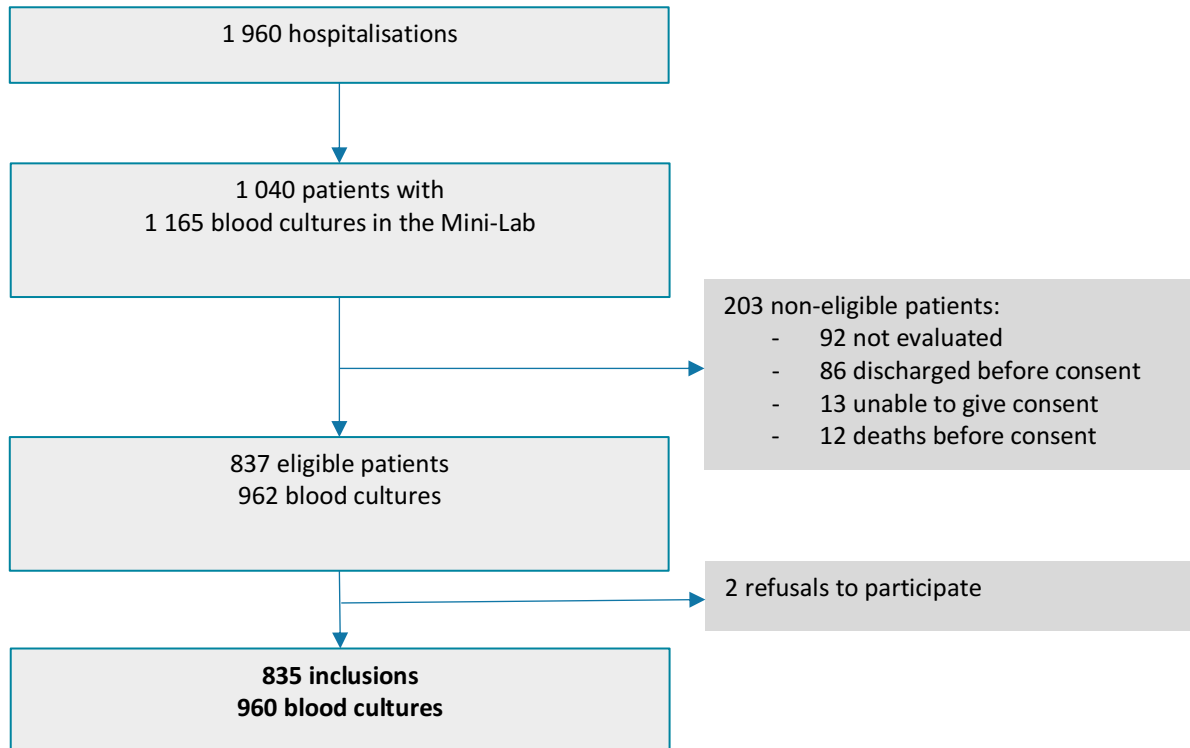 1 960 hospitalisations
1 040 patients with
1 165 blood cultures in the Mini-Lab
203 non-eligible patients:
- 92 not evaluated
- 86 discharged before consent
- 13 unable to give consent
- 12 deaths before consent
837 eligible patients
962 blood cultures
2 refusals to participate
835 inclusions
960 blood cultures